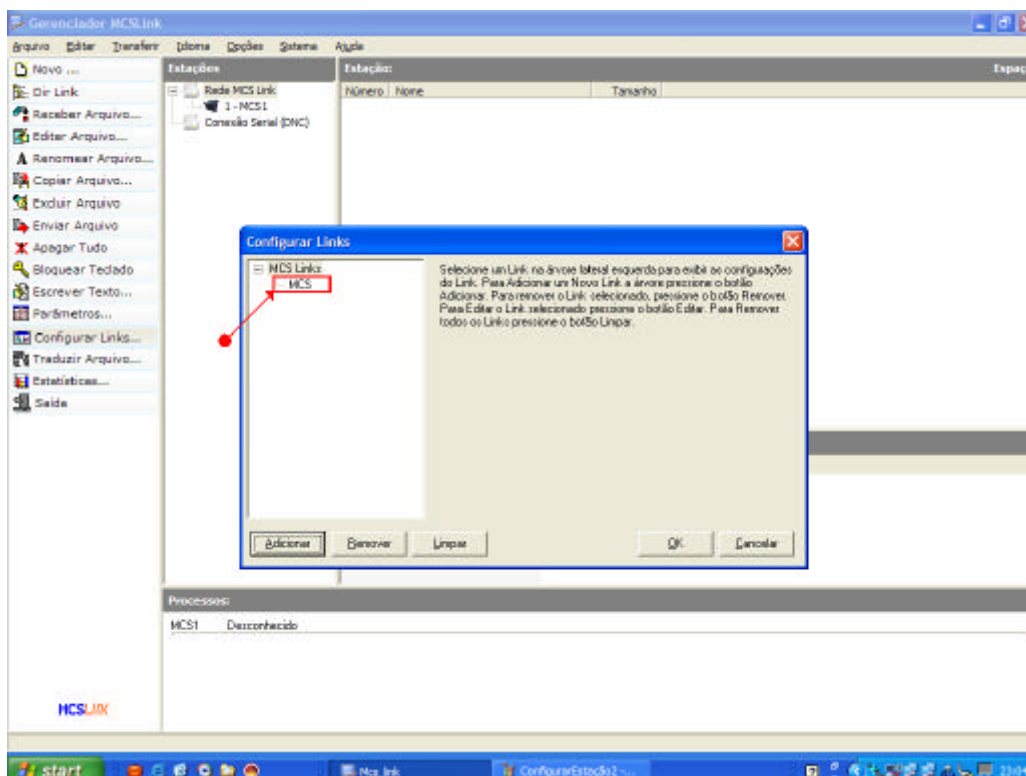 Gerenciador MCSLink
Arquivo Editar Transferir Idioma Opções Sistema Ajuda
Novo ...
Dir Link
Receber Arquivo...
Editar Arquivo...
Renomear Arquivo...
Copiar Arquivo...
Excluir Arquivo
Enviar Arquivo
Apagar Tudo
Bloquear Teclado
Escrever Texto...
Parâmetros...
Configurar Links...
Traduzir Arquivo...
Estatísticas...
Saída
MCSLINK
Estações
Rede MCS Link
1 - MCS1
Conexão Serial (DNC)
Estação: Espaç
Número Nome Tamanho
Configurar Links
MCS Links
MCS
Selecione um Link na árvore lateral esquerda para exibir as configurações
do Link. Para Adicionar um Novo Link a árvore pressione o botão
Adicionar. Para remover o Link selecionado, pressione o botão Remover.
Para Editar o Link selecionado pressione o botão Editar. Para Remover
todos os Links pressione o botão Limpar.
Adicionar Remover Limpar OK Cancelar
Processos:
MCS1 Desconhecido
start Mcs link ConfigurarEstação2 -...